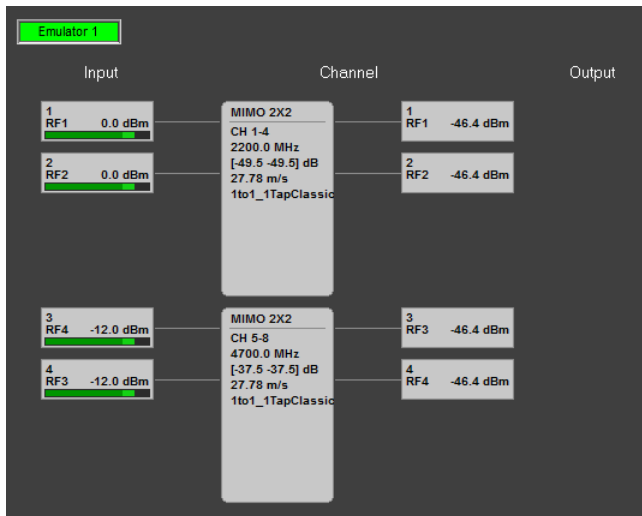 Emulator 1
Input Channel Output
1
RF1 0.0 dBm
2
RF2 0.0 dBm
MIMO 2X2
CH 1-4
2200.0 MHz
[-49.5 -49.5] dB
27.78 m/s
1to1_1TapClassic
1
RF1 -46.4 dBm
2
RF2 -46.4 dBm
3
RF4 -12.0 dBm
4
RF3 -12.0 dBm
MIMO 2X2
CH 5-8
4700.0 MHz
[-37.5 -37.5] dB
27.78 m/s
1to1_1TapClassic
3
RF3 -46.4 dBm
4
RF4 -46.4 dBm